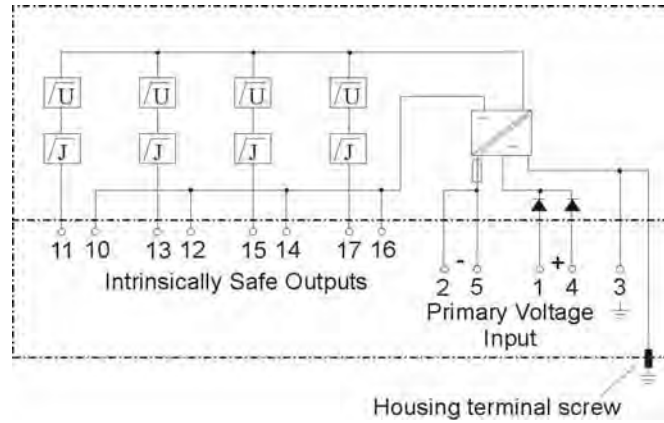 U U U U
J J J J
11 10 13 12 15 14 17 16
Intrinsically Safe Outputs
- +
2 5 1 4 3
Primary Voltage
Input
Housing terminal screw